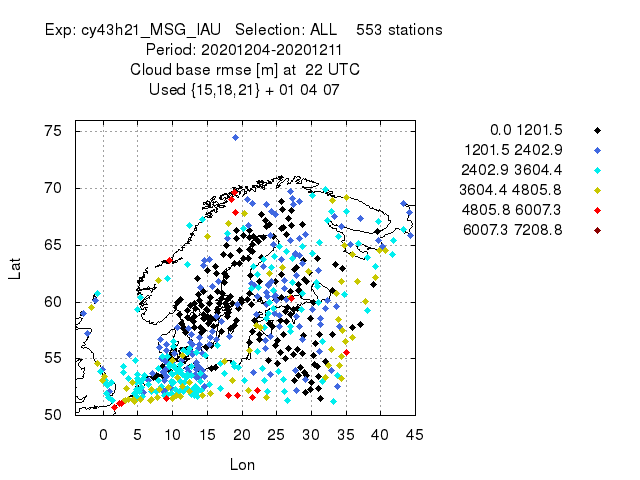 Exp: cy43h21_MSG_IAU   Selection: ALL    553 stations
Period: 20201204-20201211
Cloud base rmse [m] at  22 UTC
Used {15,18,21} + 01 04 07
0.0 1201.5
1201.5 2402.9
2402.9 3604.4
3604.4 4805.8
4805.8 6007.3
6007.3 7208.8
75
70
65
60
55
50
Lat
0 5 10 15 20 25 30 35 40 45
Lon